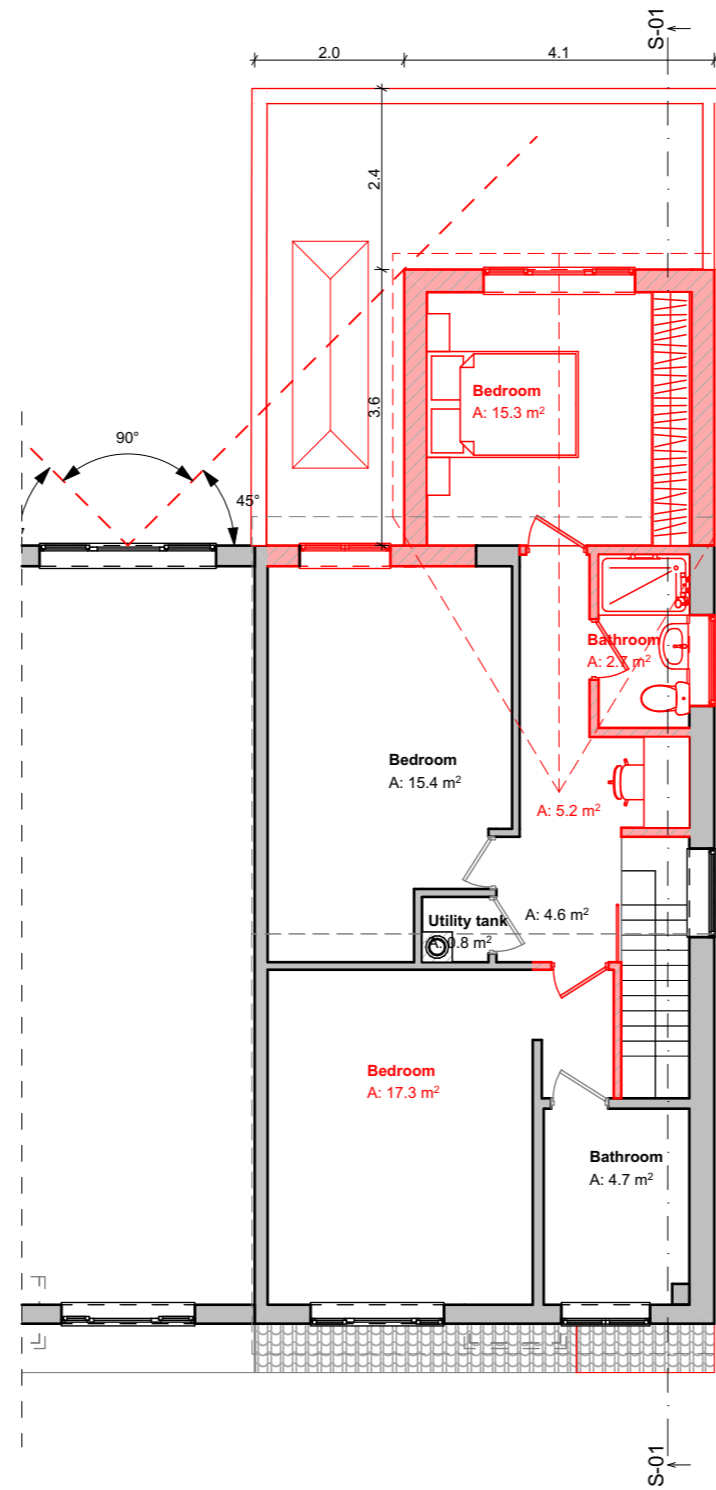 S-01
2.0
4.1
2.4
3.6
Bedroom
A: 15.3 m²
90°
45°
Bathroom
A: 2.7 m²
Bedroom
A: 15.4 m²
A: 5.2 m²
Utility tank
A: 0.8 m²
A: 4.6 m²
Bedroom
A: 17.3 m²
Bathroom
A: 4.7 m²
S-01